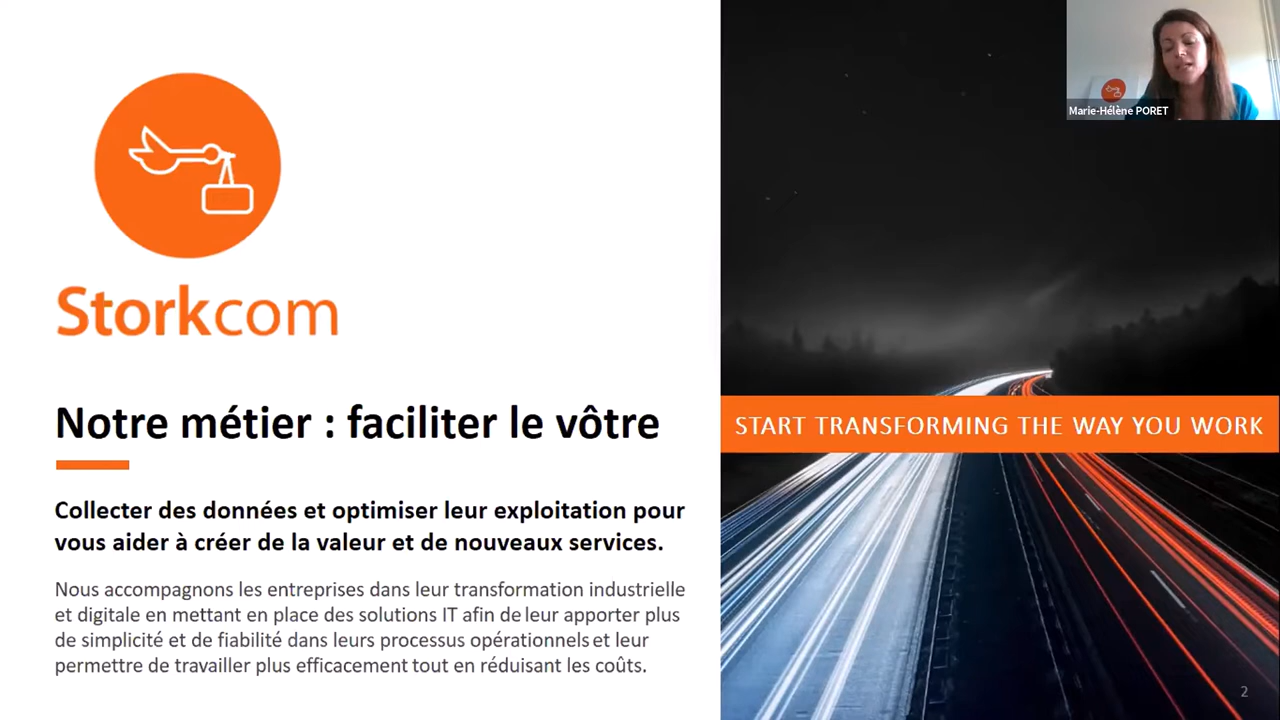 Marie-Hélène PORET
Storkcom
Notre métier : faciliter le vôtre
START TRANSFORMING THE WAY YOU WORK
Collecter des données et optimiser leur exploitation pour
vous aider à créer de la valeur et de nouveaux services.
Nous accompagnons les entreprises dans leur transformation industrielle
et digitale en mettant en place des solutions IT afin de leur apporter plus
de simplicité et de fiabilité dans leurs processus opérationnels et leur
permettre de travailler plus efficacement tout en réduisant les coûts.
2